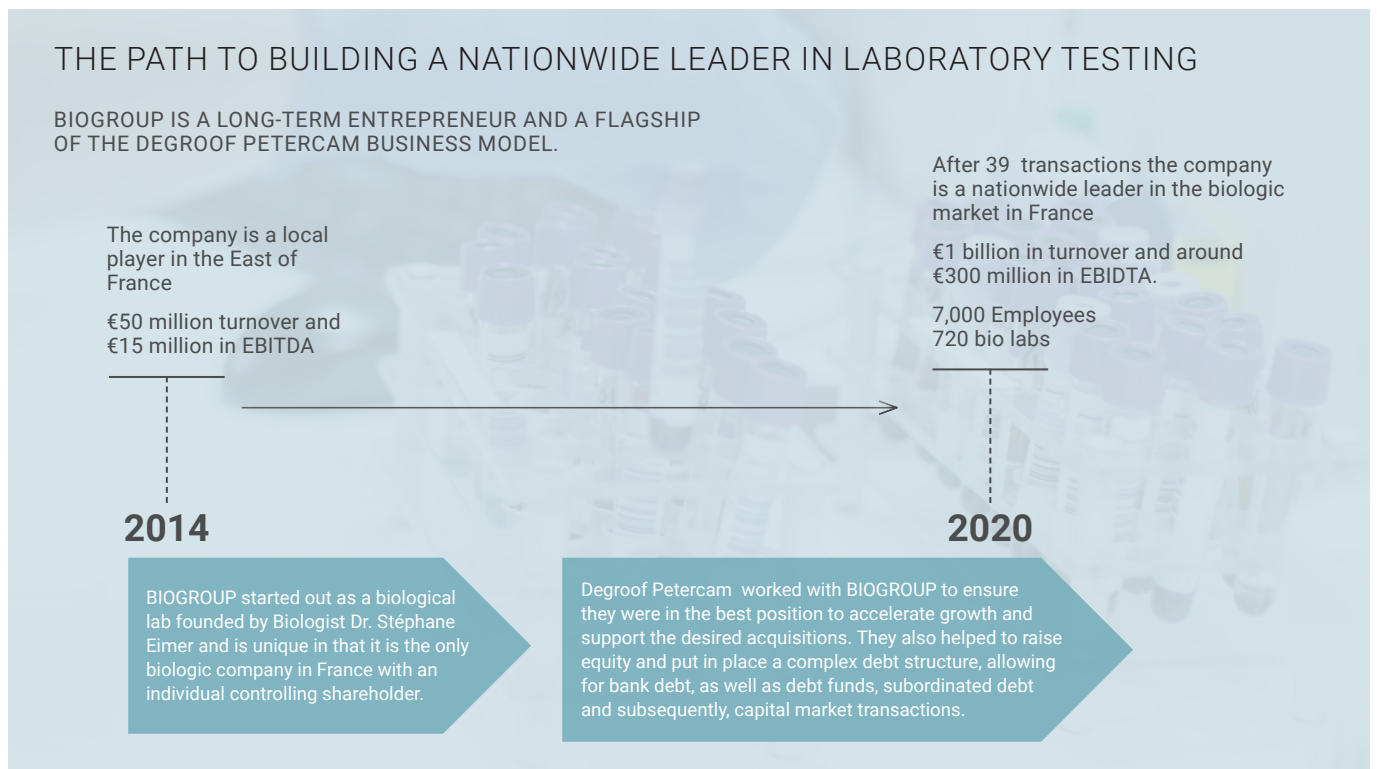 THE PATH TO BUILDING A NATIONWIDE LEADER IN LABORATORY TESTING
BIOGROUP IS A LONG-TERM ENTREPRENEUR AND A FLAGSHIP
OF THE DEGROOF PETERCAM BUSINESS MODEL.
The company is a local
player in the East of
France
€50 million turnover and
€15 million in EBITDA
After 39 transactions the company
is a nationwide leader in the biologic
market in France
€1 billion in turnover and around
€300 million in EBIDTA.
7,000 Employees
720 bio labs
2014
2020
BIOGROUP started out as a biological
lab founded by Biologist Dr. Stéphane
Eimer and is unique in that it is the only
biologic company in France with an
individual controlling shareholder.
Degroof Petercam worked with BIOGROUP to ensure
they were in the best position to accelerate growth and
support the desired acquisitions. They also helped to raise
equity and put in place a complex debt structure, allowing
for bank debt, as well as debt funds, subordinated debt
and subsequently, capital market transactions.